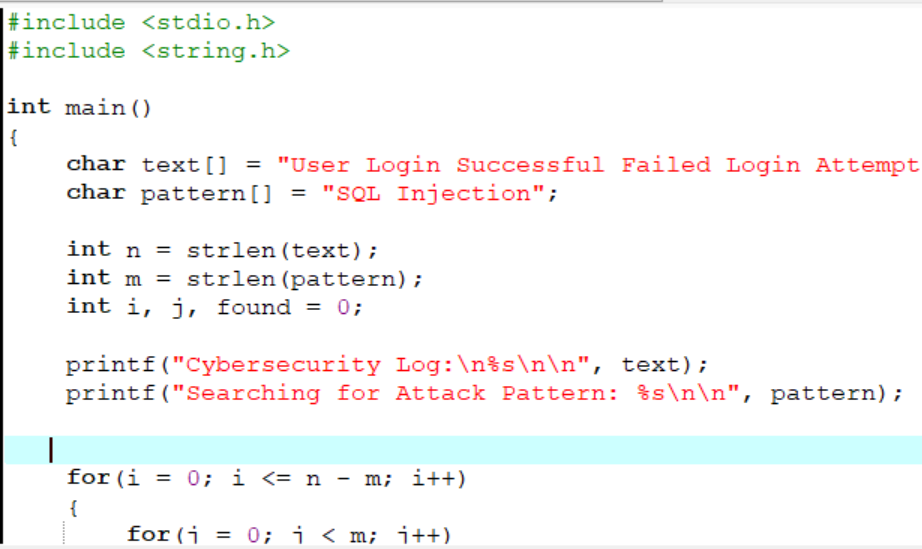 #include <stdio.h>
#include <string.h>
int main()
{
char text[] = "User Login Successful Failed Login Attempt
char pattern[] = "SQL Injection";
int n = strlen(text);
int m = strlen(pattern);
int i, j, found = 0;
printf("Cybersecurity Log:\n%s\n\n", text);
printf("Searching for Attack Pattern: %s\n\n", pattern);
for(i = 0; i <= n - m; i++)
{
for(j = 0; j < m; j++)